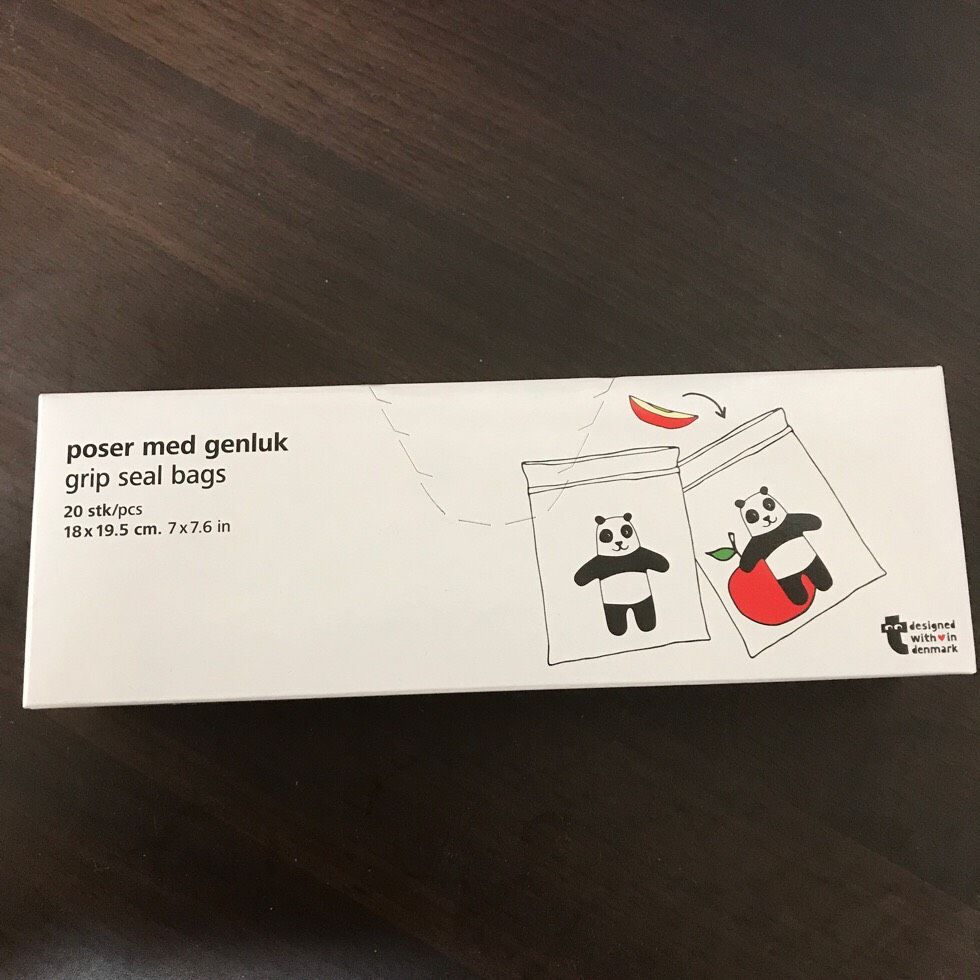 poser med genluk
grip seal bags
20 stk/pcs
18 x 19.5 cm. 7 x 7.6 in
t designed
with♥in
denmark